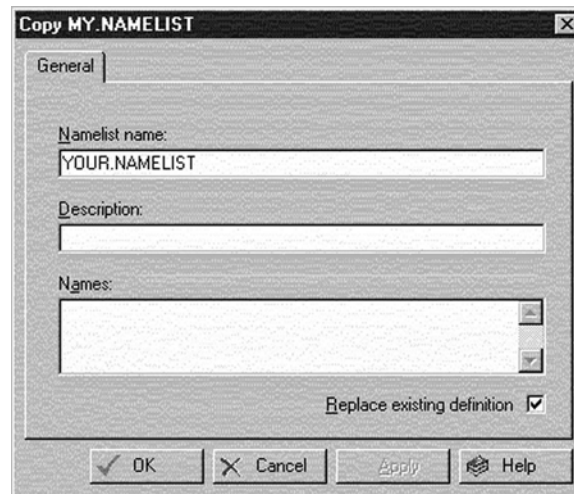 Copy MY.NAMELIST
General
Namelist name:
YOUR.NAMELIST
Description:
Names:
Replace existing definition
OK
Cancel
Apply
Help